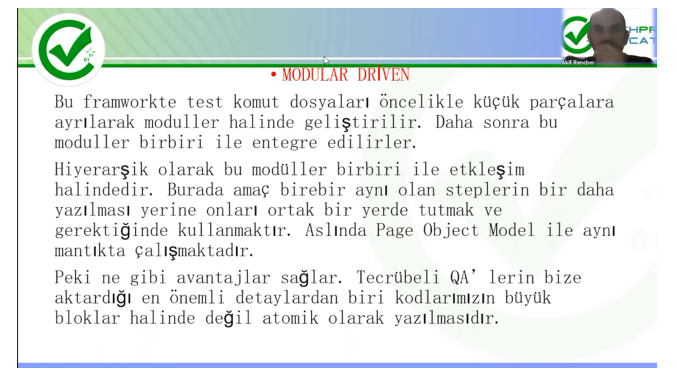 HPR
CAT
Akif Rencher
• MODULAR DRİVEN
Bu framworkte test komut dosyaları öncelikle küçük parçalara
ayrılarak moduller halinde geliştirilir. Daha sonra bu
moduller birbiri ile entegre edilirler.
Hiyerarşik olarak bu modüller birbiri ile etkleşim
halindedir. Burada amaç birebir aynı olan steplerin bir daha
yazılması yerine onları ortak bir yerde tutmak ve
gerektiğinde kullanmaktır. Aslında Page Object Model ile aynı
mantıkta çalışmaktadır.
Peki ne gibi avantajlar sağlar. Tecrübeli QA’ lerin bize
aktardığı en önemli detaylardan biri kodlarımızın büyük
bloklar halinde değil atomik olarak yazılmasıdır.